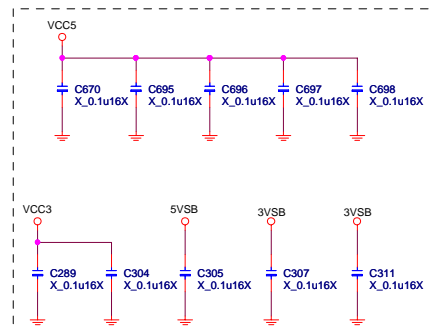 VCC5
C670 C695 C696 C697 C698
X_0.1u16X X_0.1u16X X_0.1u16X X_0.1u16X X_0.1u16X
VCC3 5VSB 3VSB 3VSB
C289 C304 C305 C307 C311
X_0.1u16X X_0.1u16X X_0.1u16X X_0.1u16X X_0.1u16X